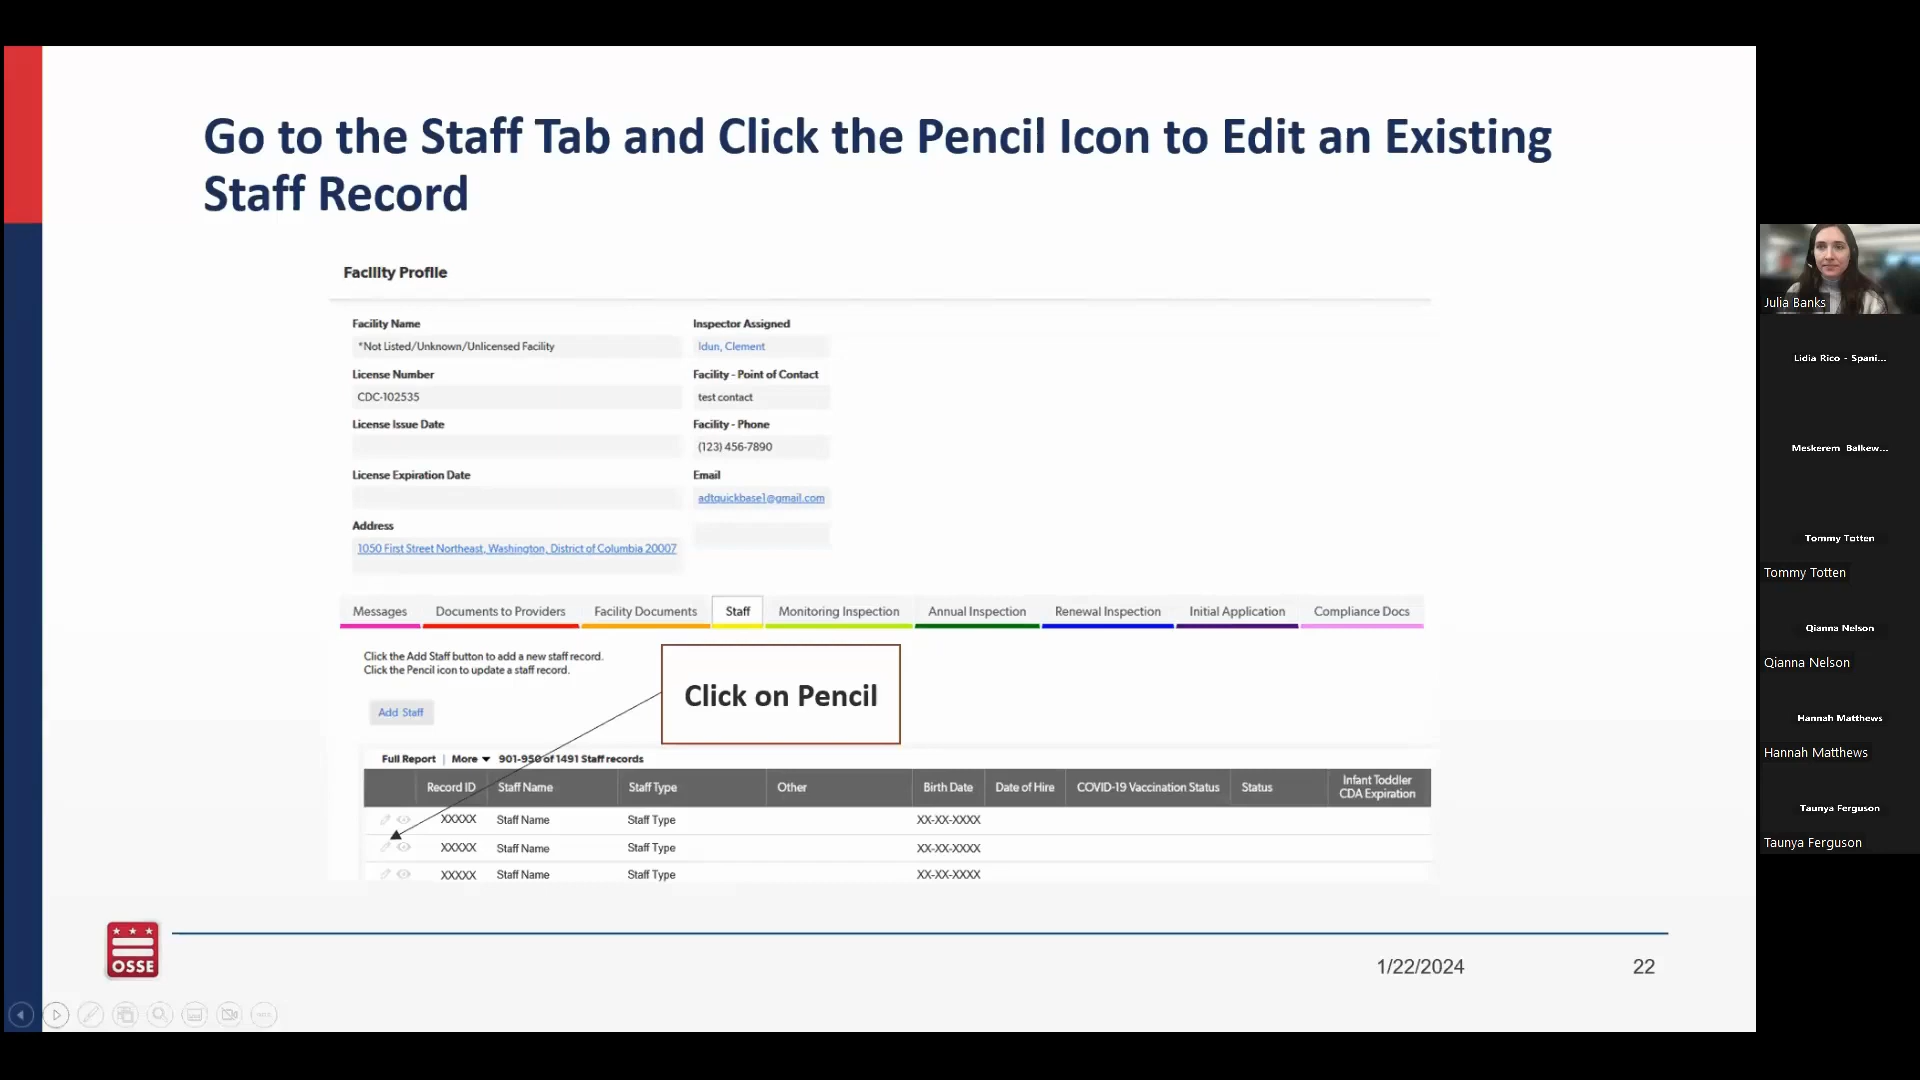 Go to the Staff Tab and Click the Pencil Icon to Edit an Existing
Staff Record
Facility Profile
Facility Name
*Not Listed/Unknown/Unlicensed Facility
Inspector Assigned
Idun, Clement
License Number
CDC-102535
Facility - Point of Contact
test contact
License Issue Date
Facility - Phone
(123) 456-7890
License Expiration Date
Email
adtquickbase1@gmail.com
Address
1050 First Street Northeast, Washington, District of Columbia 20007
Messages Documents to Providers Facility Documents Staff Monitoring Inspection Annual Inspection Renewal Inspection Initial Application Compliance Docs
Click the Add Staff button to add a new staff record.
Click the Pencil icon to update a staff record.
Click on Pencil
Add Staff
Full Report | More 901-950 of 1491 Staff records
Record ID Staff Name Staff Type Other Birth Date Date of Hire COVID-19 Vaccination Status Status Infant Toddler CDA Expiration
XXXXX Staff Name Staff Type XX-XX-XXXX
XXXXX Staff Name Staff Type XX-XX-XXXX
XXXXX Staff Name Staff Type XX-XX-XXXX
OSSE
1/22/2024
22
Julia Banks
Lidia Rico - Spani...
Meskerem Balkew...
Tommy Totten
Tommy Totten
Qianna Nelson
Qianna Nelson
Hannah Matthews
Hannah Matthews
Taunya Ferguson
Taunya Ferguson